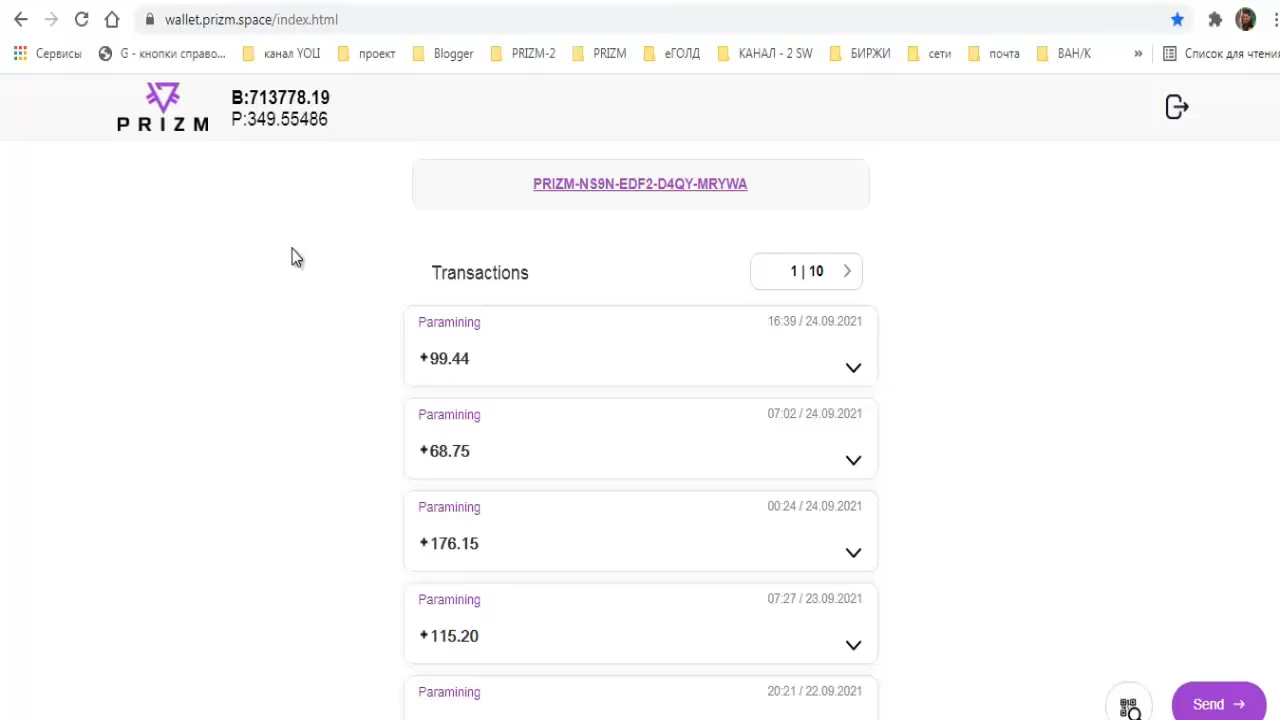 wallet.prizm.space/index.html
Сервисы G - кнопки справо... канал YOLI проект Blogger PRIZM-2 PRIZM еГОЛД КАНАЛ - 2 SW БИРЖИ сети почта ВАН/К » Список для чтени
PRIZM
B:713778.19
P:349.55486
PRIZM-NS9N-EDF2-D4QY-MRYWA
Transactions 1 | 10
Paramining 16:39 / 24.09.2021
+99.44
Paramining 07:02 / 24.09.2021
+68.75
Paramining 00:24 / 24.09.2021
+176.15
Paramining 07:27 / 23.09.2021
+115.20
Paramining 20:21 / 22.09.2021
Send →